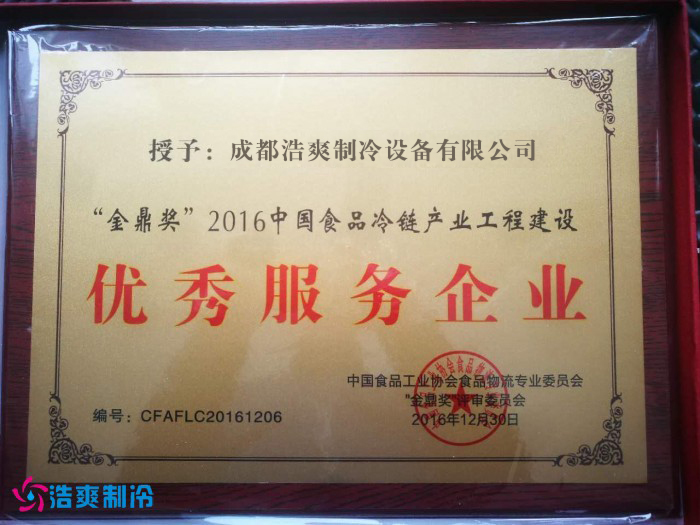 授予：成都浩爽制冷设备有限公司
“金鼎奖”2016中国食品冷链产业工程建设
优秀服务企业
中国食品工业协会食品物流专业委员会
"金鼎奖"评审委员会
编号：CFAFLC20161206
2016年12月30日
浩爽制冷